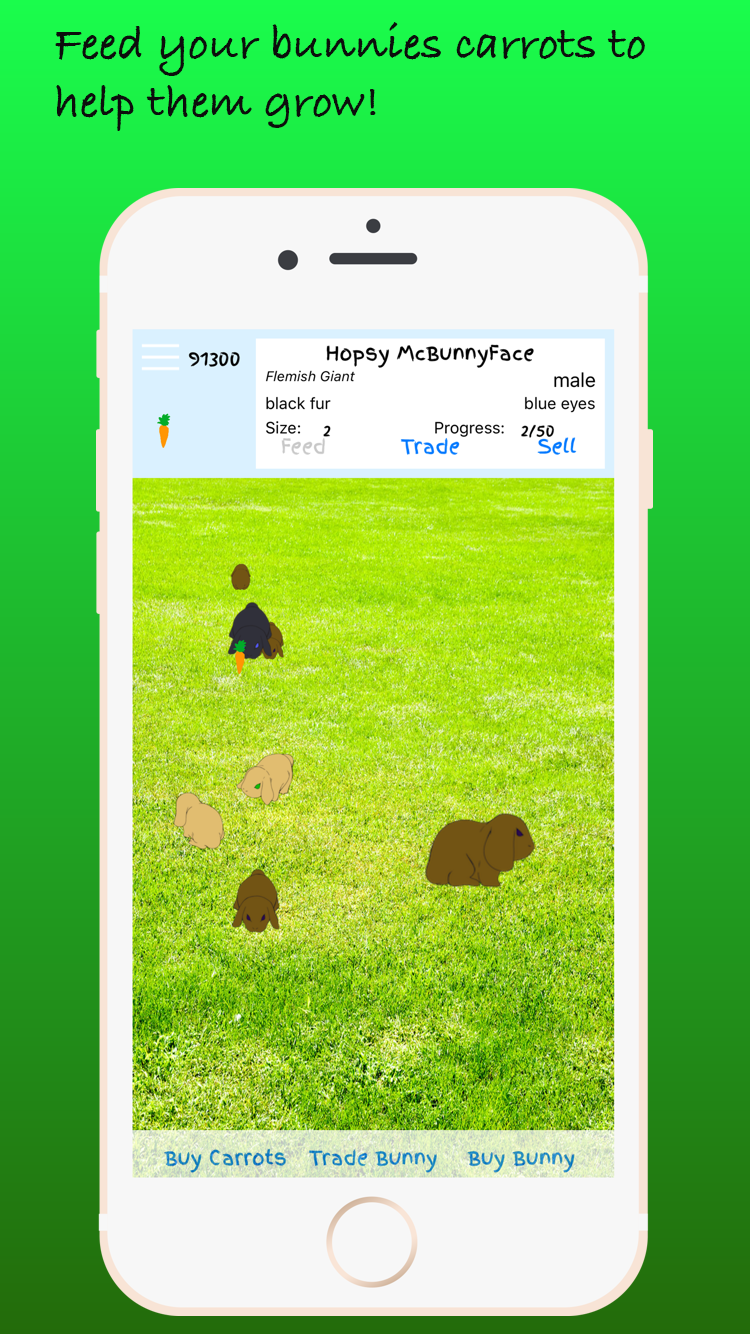 Feed your bunnies carrots to
help them grow!
91300
Hopsy McBunnyFace
Flemish Giant
male
black fur
blue eyes
Size: 2
Progress: 2/50
Feed
Trade
Sell
Buy Carrots
Trade Bunny
Buy Bunny